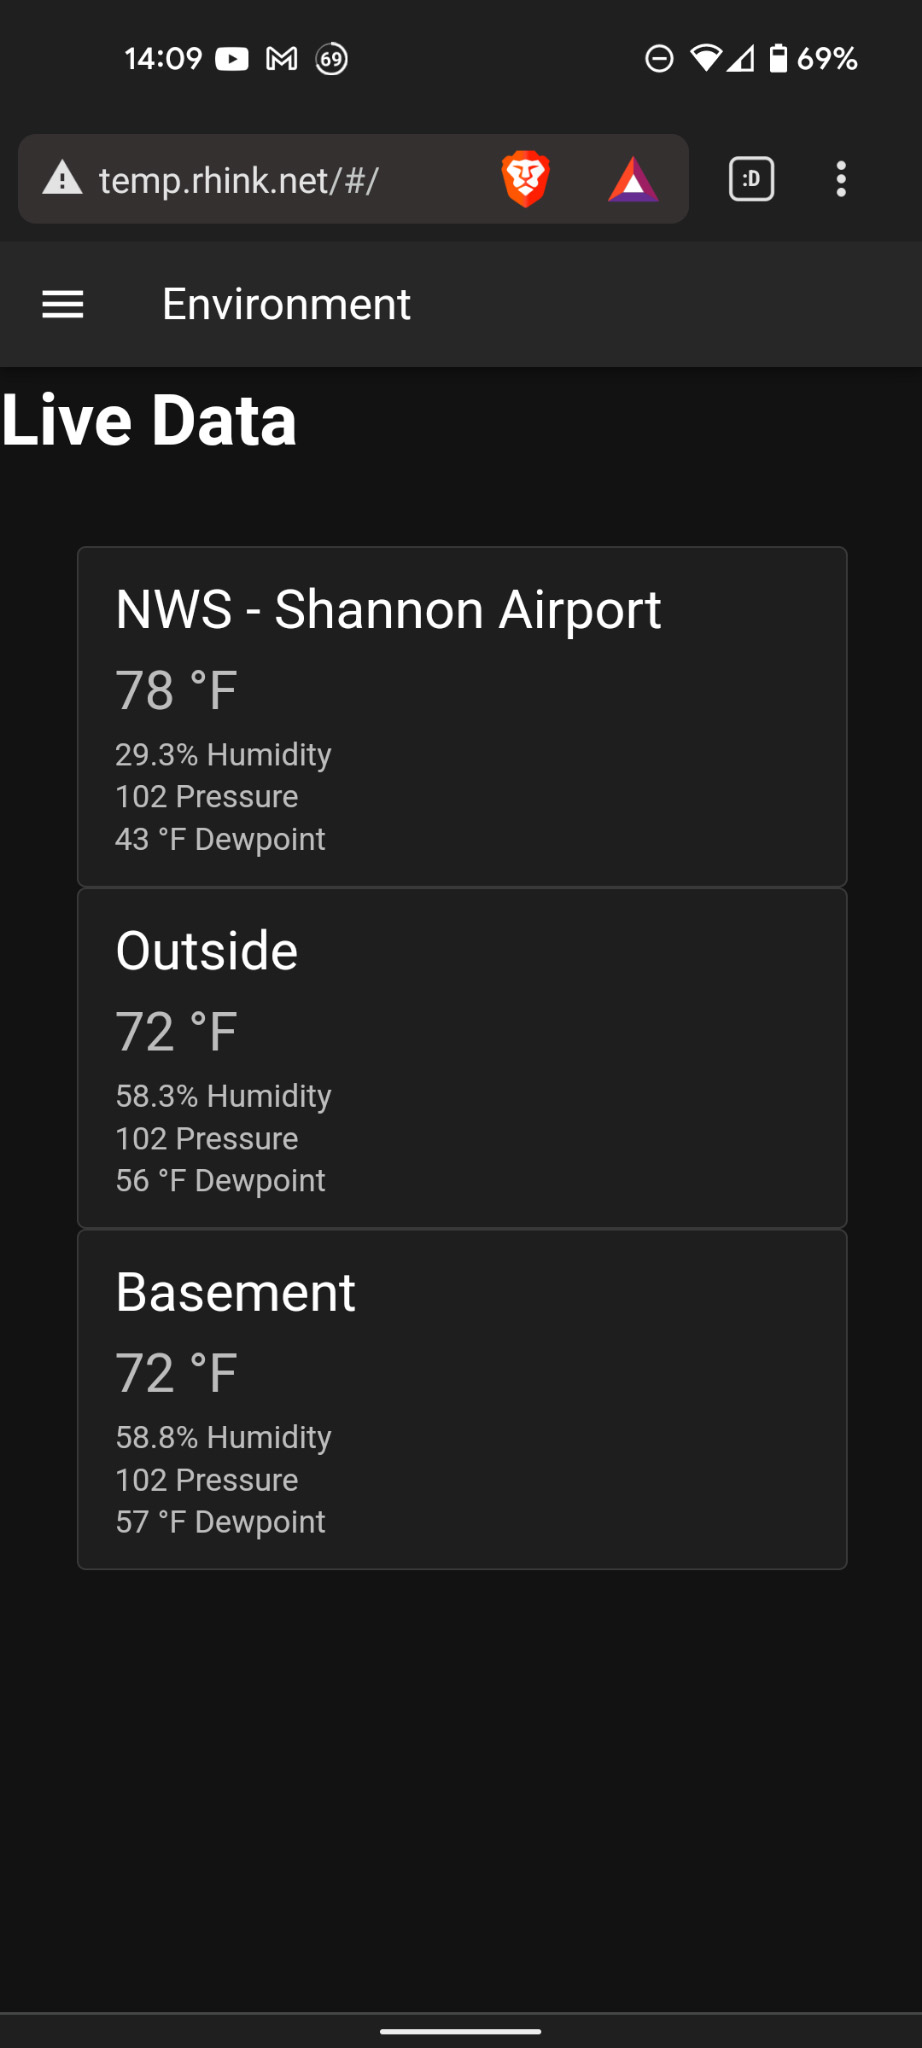 14:09
69
69%
temp.rhink.net/#/
:D
Environment
Live Data
NWS - Shannon Airport
78 °F
29.3% Humidity
102 Pressure
43 °F Dewpoint
Outside
72 °F
58.3% Humidity
102 Pressure
56 °F Dewpoint
Basement
72 °F
58.8% Humidity
102 Pressure
57 °F Dewpoint